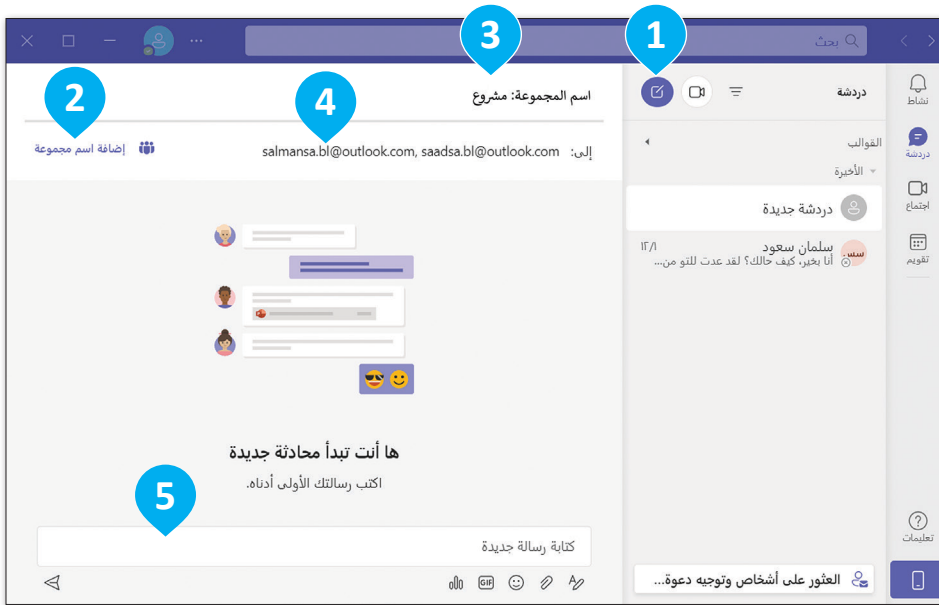 بحث
...
1
2
3
4
5
نشاط
دردشة
اجتماع
تقويم
تعليمات
دردشة
القوالب
الأخيرة
دردشة جديدة
سلمان سعود
١٢/١
سس
أنا بخير، كيف حالك؟ لقد عدت للتو من...
العثور على أشخاص وتوجيه دعوة...
اسم المجموعة: مشروع
إلى: salmansa.bl@outlook.com, saadsa.bl@outlook.com
إضافة اسم مجموعة
ها أنت تبدأ محادثة جديدة
اكتب رسالتك الأولى أدناه.
كتابة رسالة جديدة
GIF